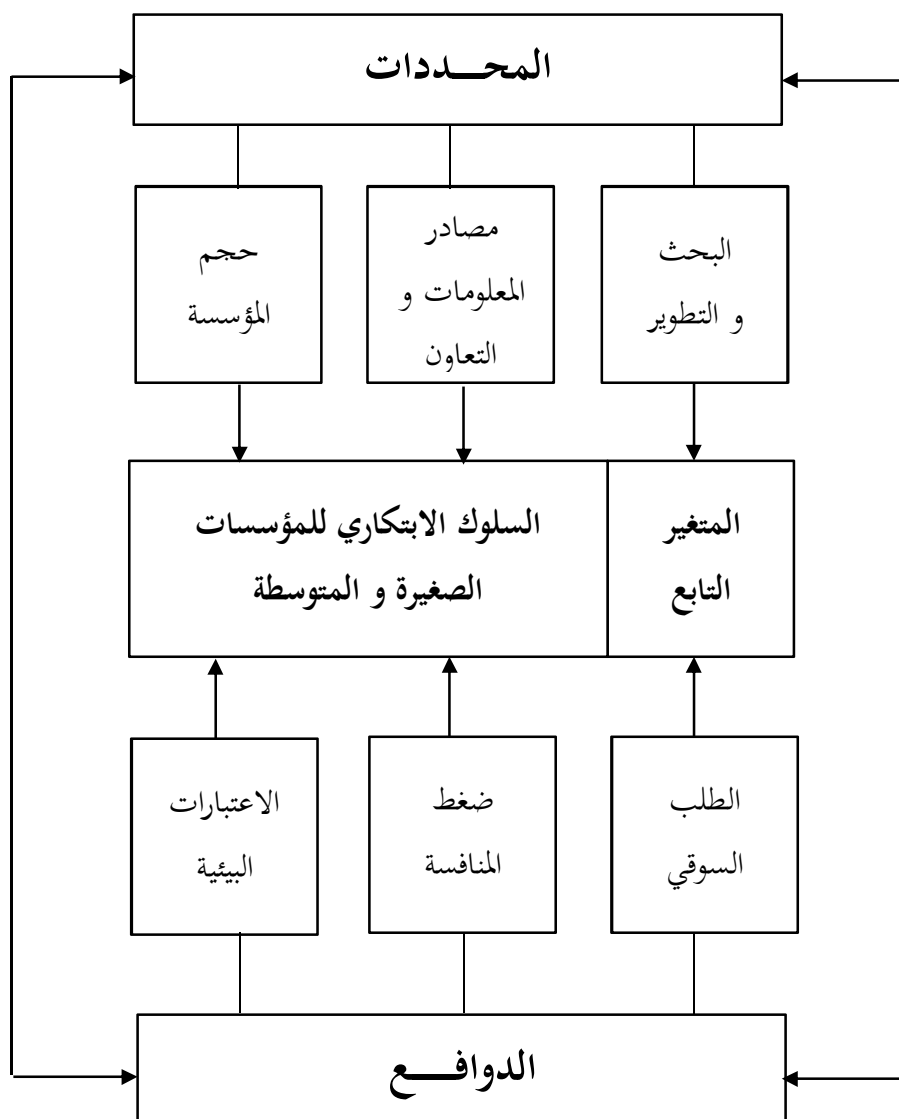 المحـــددات
البحث
و التطوير
مصادر
المعلومات و
التعاون
حجم
المؤسسة
المتغير
التابع
السلوك الابتكاري للمؤسسات
الصغيرة و المتوسطة
الطلب
السوقي
ضغط
المنافسة
الاعتبارات
البيئية
الدوافــــع